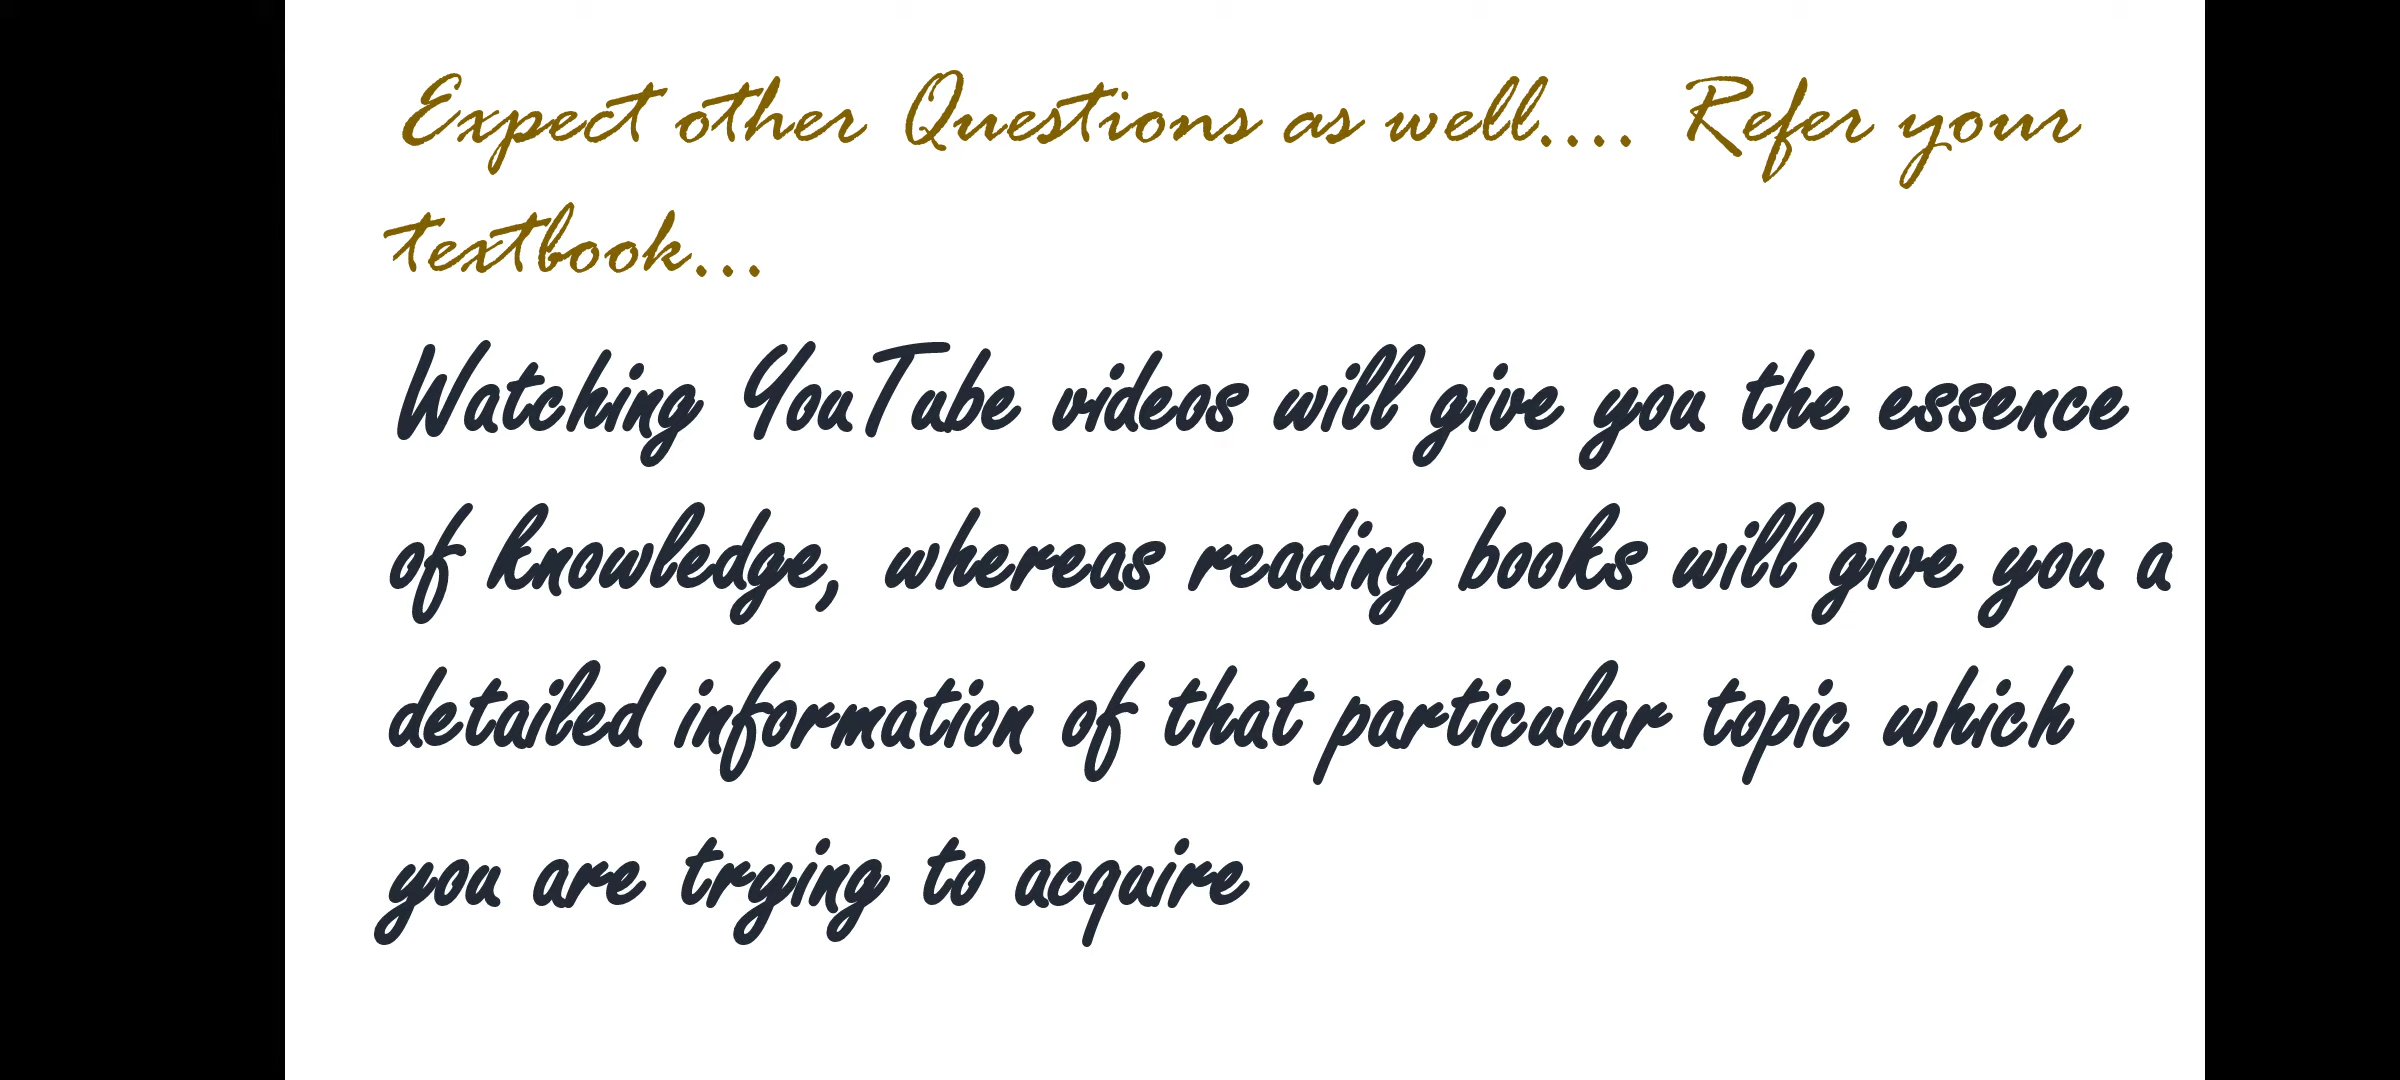 Expect other Questions as well.... Refer your
textbook...
Watching YouTube videos will give you the essence
of knowledge, whereas reading books will give you a
detailed information of that particular topic which
you are trying to acquire